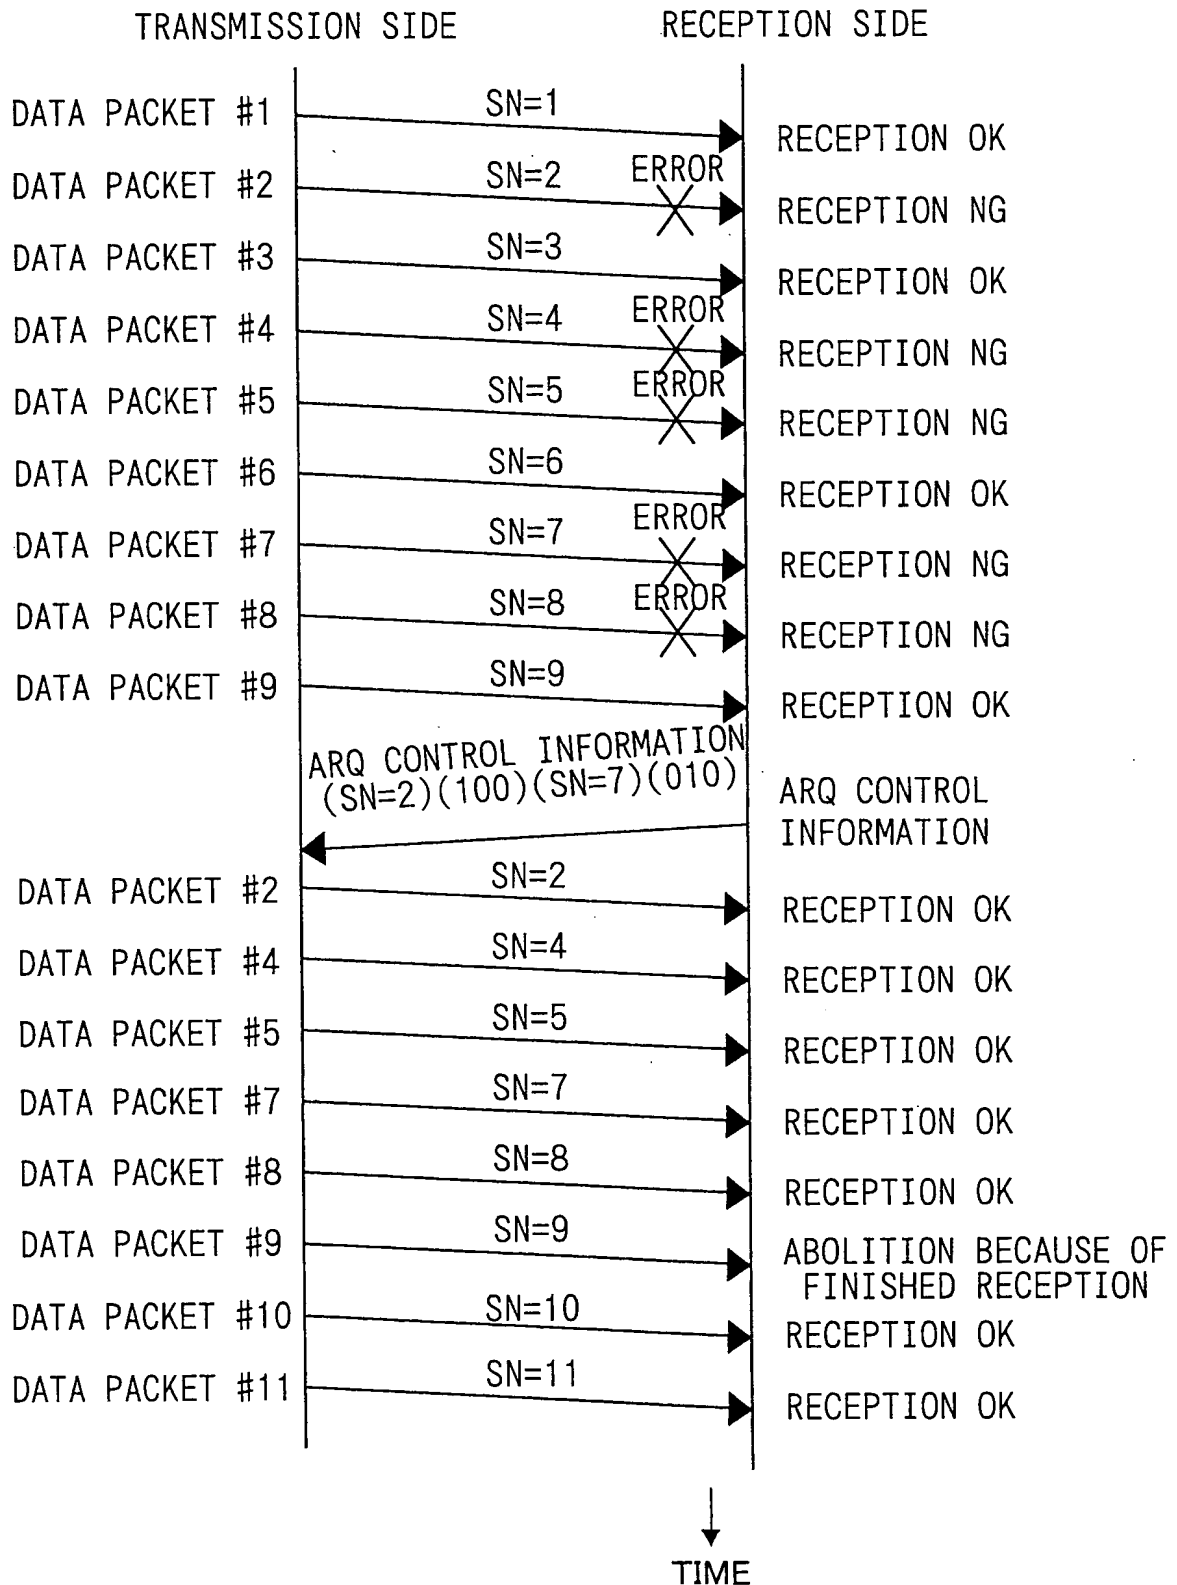 TRANSMISSION SIDE
RECEPTION SIDE
DATA PACKET #1
SN=1
RECEPTION OK
DATA PACKET #2
SN=2
ERROR
RECEPTION NG
DATA PACKET #3
SN=3
RECEPTION OK
DATA PACKET #4
SN=4
ERROR
RECEPTION NG
DATA PACKET #5
SN=5
ERROR
RECEPTION NG
DATA PACKET #6
SN=6
RECEPTION OK
DATA PACKET #7
SN=7
ERROR
RECEPTION NG
DATA PACKET #8
SN=8
ERROR
RECEPTION NG
DATA PACKET #9
SN=9
RECEPTION OK
ARQ CONTROL INFORMATION
(SN=2)(100)(SN=7)(010)
ARQ CONTROL
INFORMATION
DATA PACKET #2
SN=2
RECEPTION OK
DATA PACKET #4
SN=4
RECEPTION OK
DATA PACKET #5
SN=5
RECEPTION OK
DATA PACKET #7
SN=7
RECEPTION OK
DATA PACKET #8
SN=8
RECEPTION OK
DATA PACKET #9
SN=9
ABOLITION BECAUSE OF
FINISHED RECEPTION
DATA PACKET #10
SN=10
RECEPTION OK
DATA PACKET #11
SN=11
RECEPTION OK
TIME